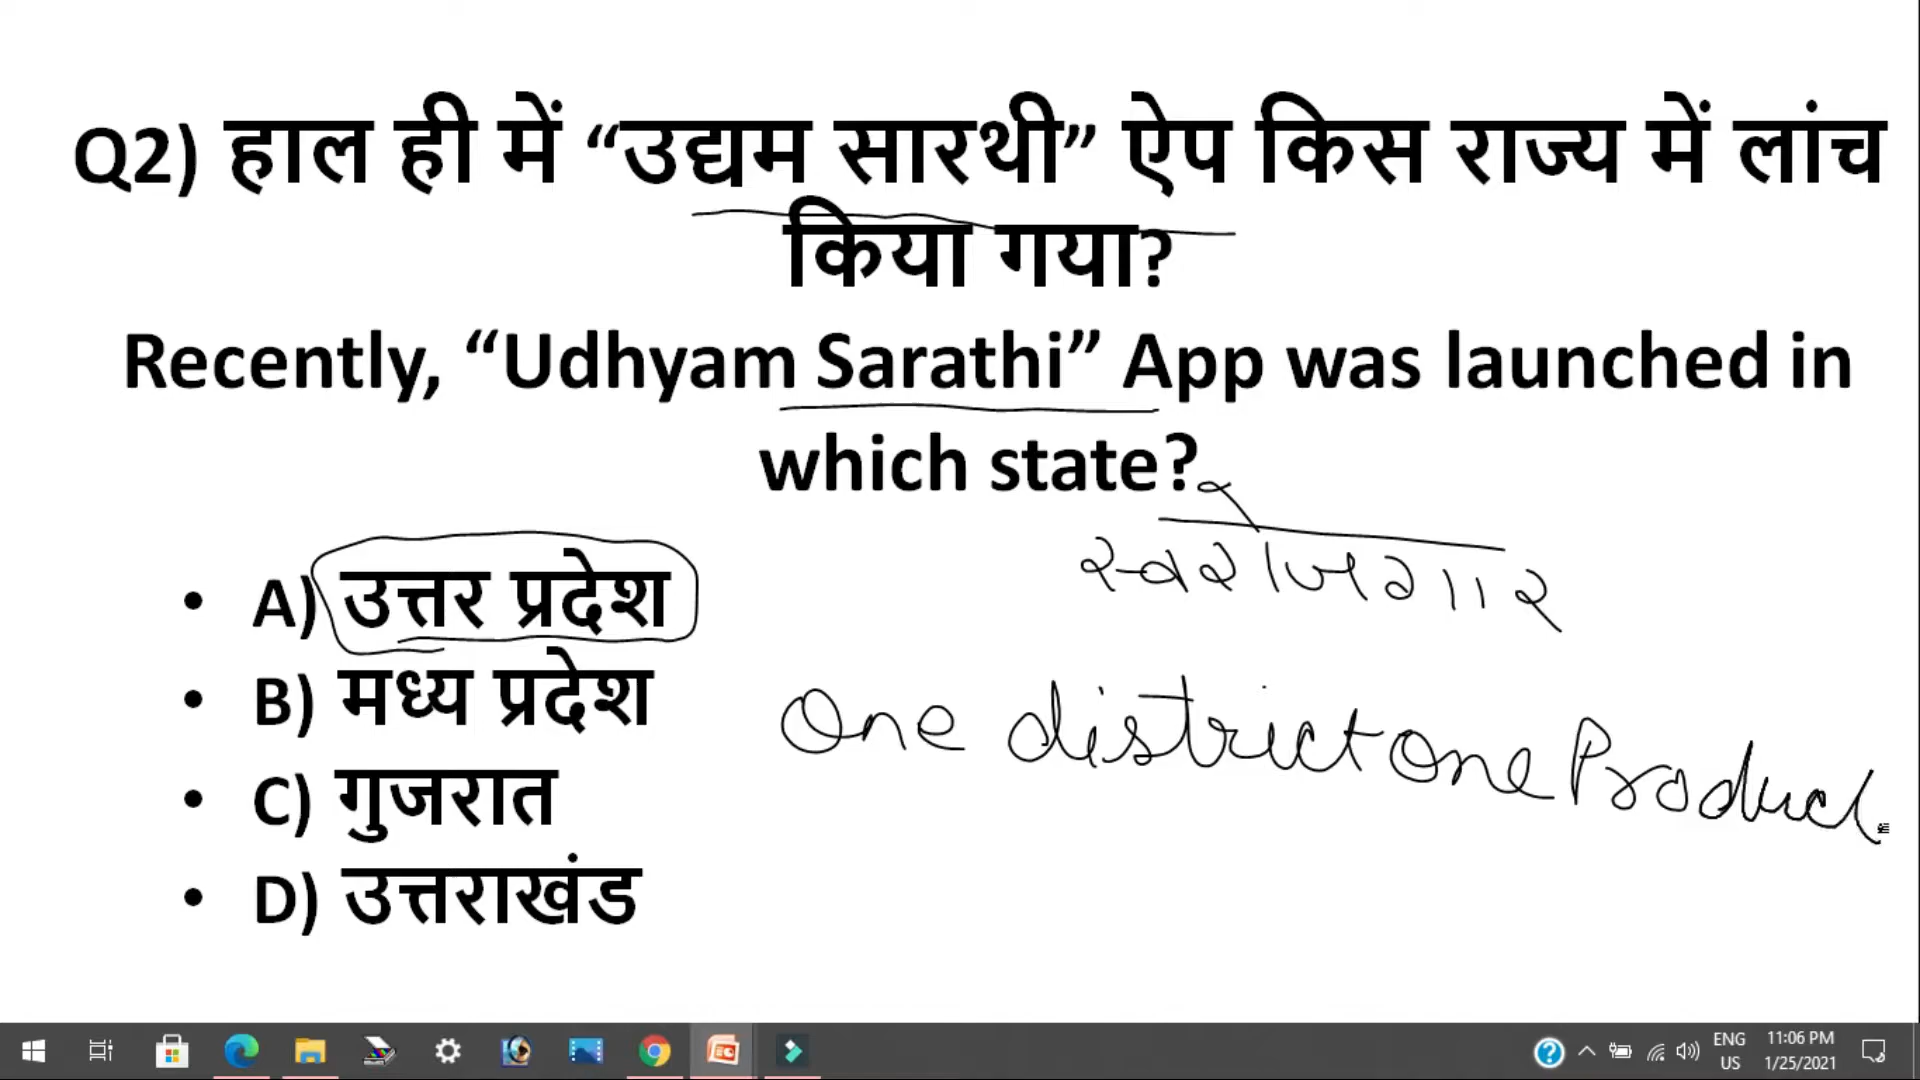 Q2) हाल ही में “उद्यम सारथी” ऐप किस राज्य में लांच
किया गया?
Recently, “Udhyam Sarathi” App was launched in
which state?
• A) उत्तर प्रदेश
• B) मध्य प्रदेश
• C) गुजरात
• D) उत्तराखंड
स्वरोजगार
One district One Product
ENG
US
11:06 PM
1/25/2021